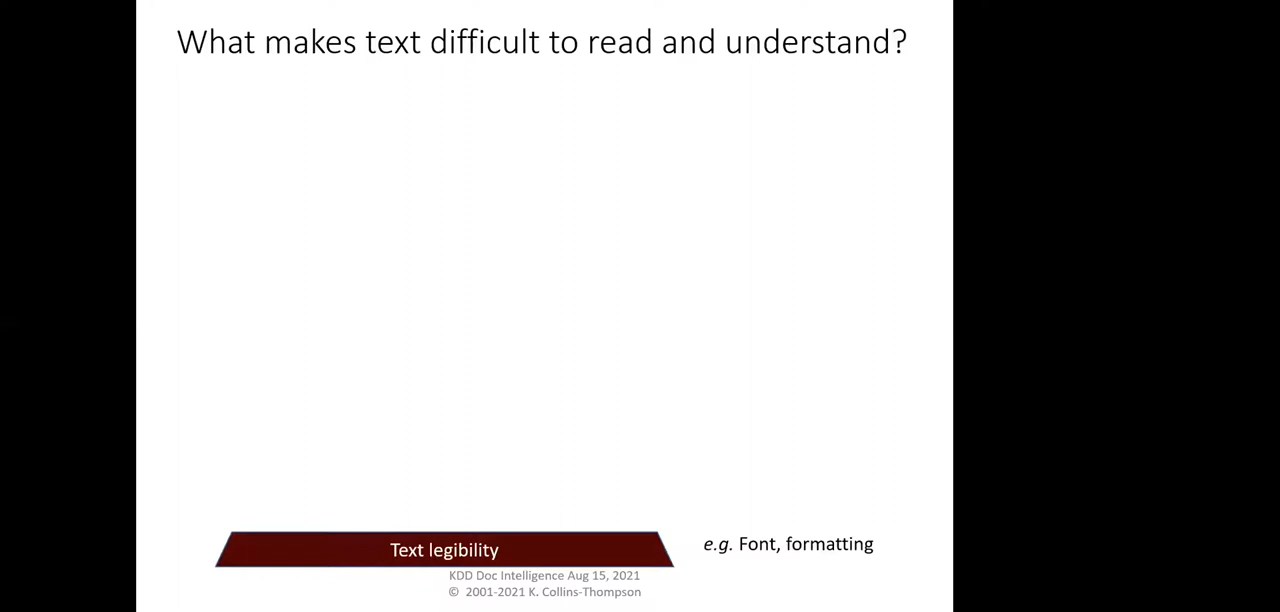 What makes text difficult to read and understand?
Text legibility
e.g. Font, formatting
KDD Doc Intelligence Aug 15, 2021
© 2001-2021 K. Collins-Thompson